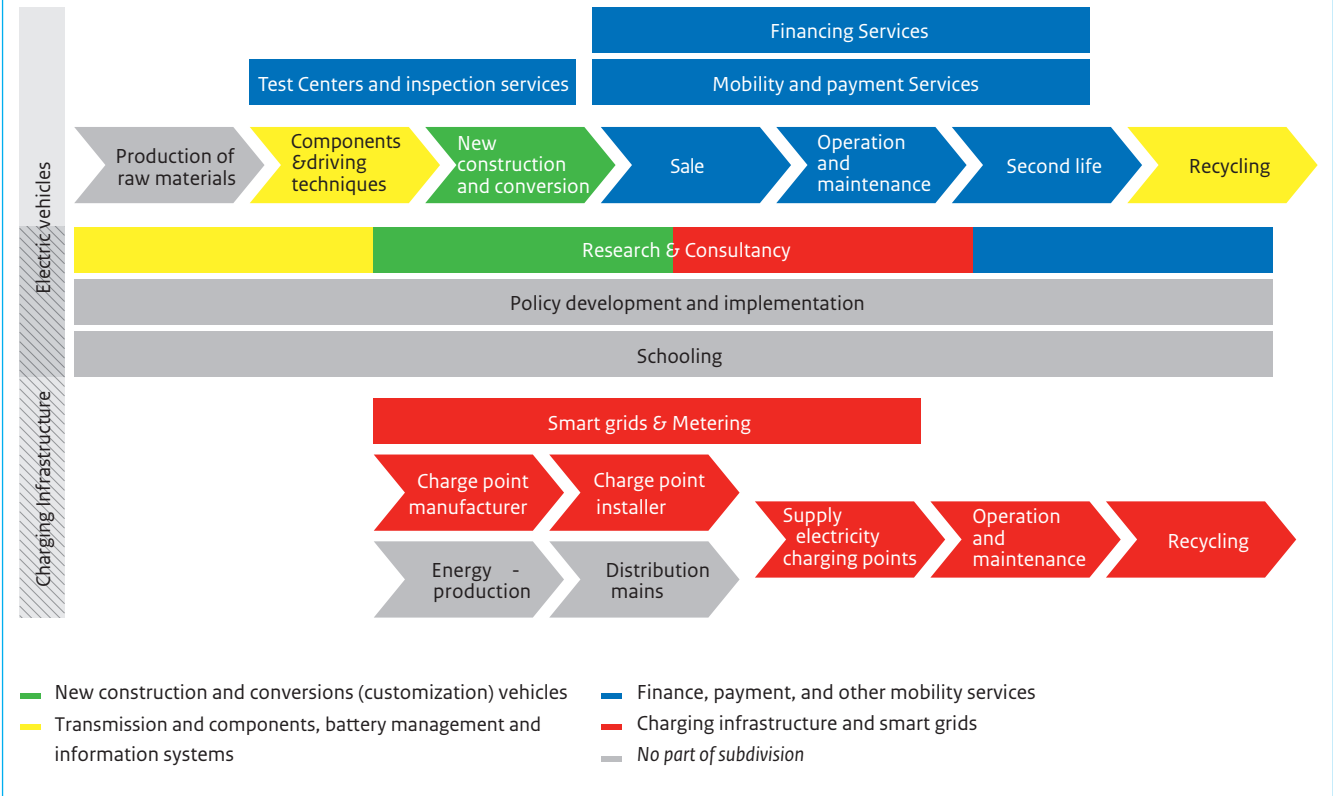 Financing Services
Test Centers and inspection services
Mobility and payment Services
Production of
raw materials
Components
&driving
techniques
New
construction
and conversion
Sale
Operation
and
maintenance
Second life
Recycling
Electric vehicles
Research & Consultancy
Policy development and implementation
Schooling
Charging Infrastructure
Smart grids & Metering
Charge point
manufacturer
Charge point
installer
Energy -
production
Distribution
mains
Supply
electricity
charging points
Operation
and
maintenance
Recycling
New construction and conversions (customization) vehicles
Transmission and components, battery management and
information systems
Finance, payment, and other mobility services
Charging infrastructure and smart grids
No part of subdivision